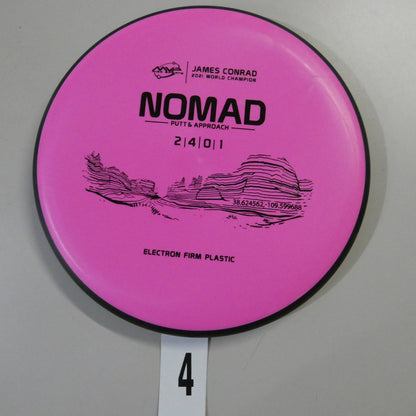 MVP
JAMES CONRAD
2021 WORLD CHAMPION
NOMAD
PUTT & APPROACH
2|4|0|1
38.624562,-109.599688
ELECTRON FIRM PLASTIC
4